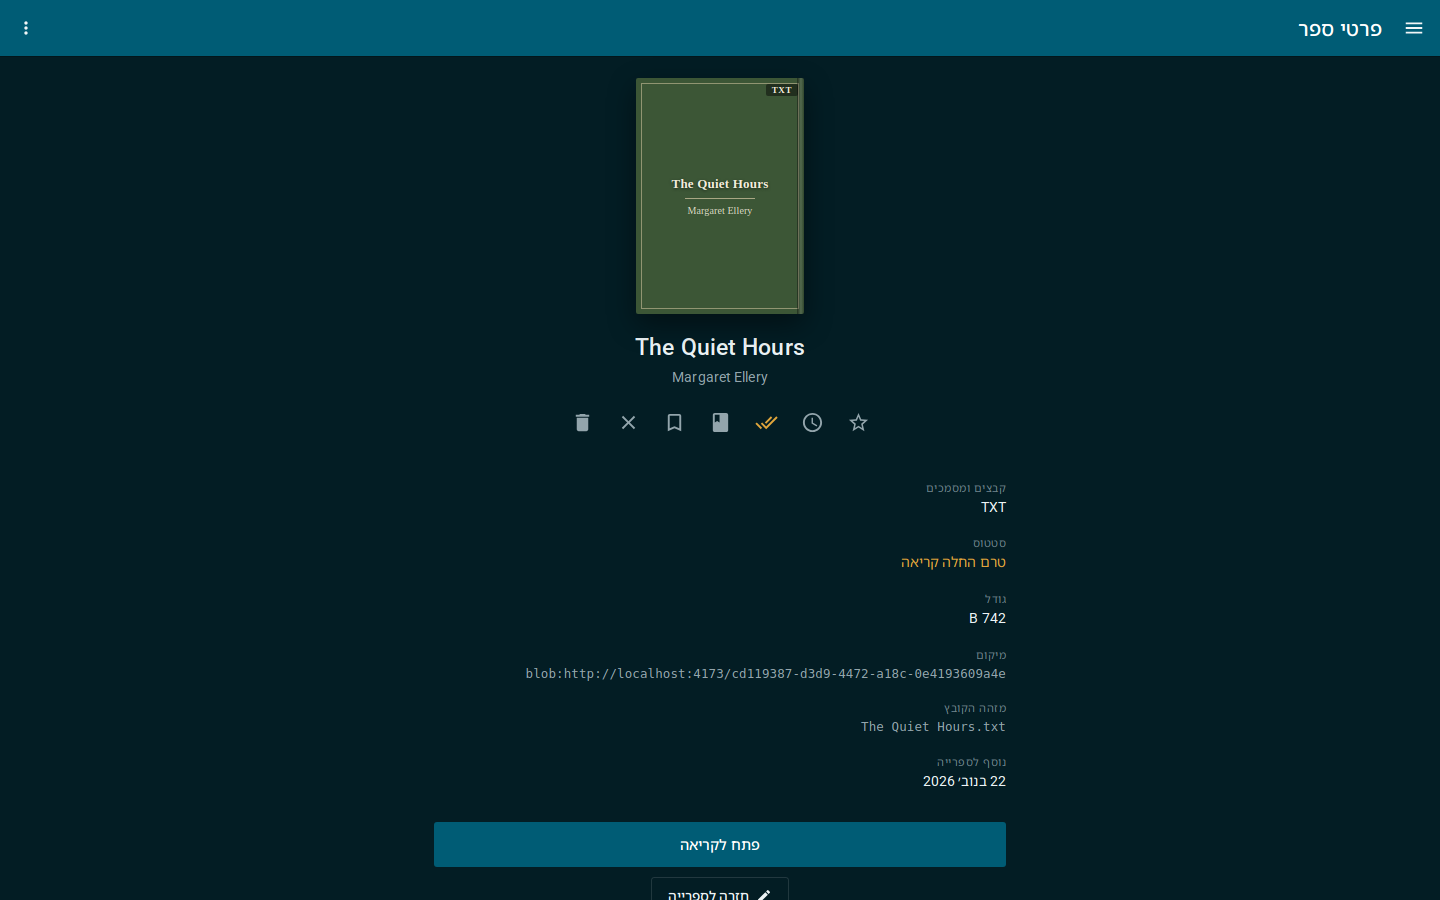 פרטי ספר
TXT
The Quiet Hours
Margaret Ellery
The Quiet Hours
Margaret Ellery
קבצים ומסמכים
TXT
סטטוס
טרם החלה קריאה
גודל
742 B
מיקום
blob:http://localhost:4173/cd119387-d3d9-4472-a18c-0e4193609a4e
מזהה הקובץ
The Quiet Hours.txt
נוסף לספרייה
22 בנוב׳ 2026
פתח לקריאה
חזרה לספרייה